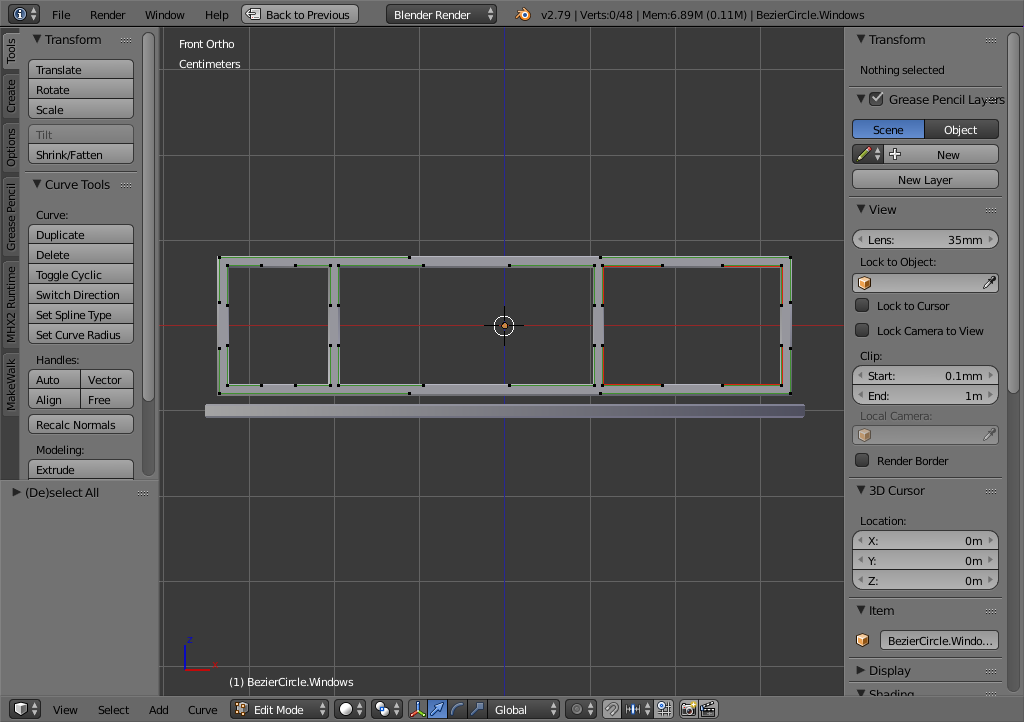 File
Render
Window
Help
Back to Previous
Blender Render
v2.79 | Verts:0/48 | Mem:6.89M (0.11M) | BezierCircle.Windows
Tools
Create
Options
Grease Pencil
MHX2 Runtime
MakeWalk
Transform
Translate
Rotate
Scale
Tilt
Shrink/Fatten
Curve Tools
Curve:
Duplicate
Delete
Toggle Cyclic
Switch Direction
Set Spline Type
Set Curve Radius
Handles:
Auto
Vector
Align
Free
Recalc Normals
Modeling:
Extrude
(De)select All
Front Ortho
Centimeters
z
(1) BezierCircle.Windows
Transform
Nothing selected
Grease Pencil Layers
Scene
Object
New
New Layer
View
Lens: 35mm
Lock to Object:
Lock to Cursor
Lock Camera to View
Clip:
Start: 0.1mm
End: 1m
Local Camera:
Render Border
3D Cursor
Location:
X: 0m
Y: 0m
Z: 0m
Item
BezierCircle.Windo...
Display
Shading
View
Select
Add
Curve
Edit Mode
Global